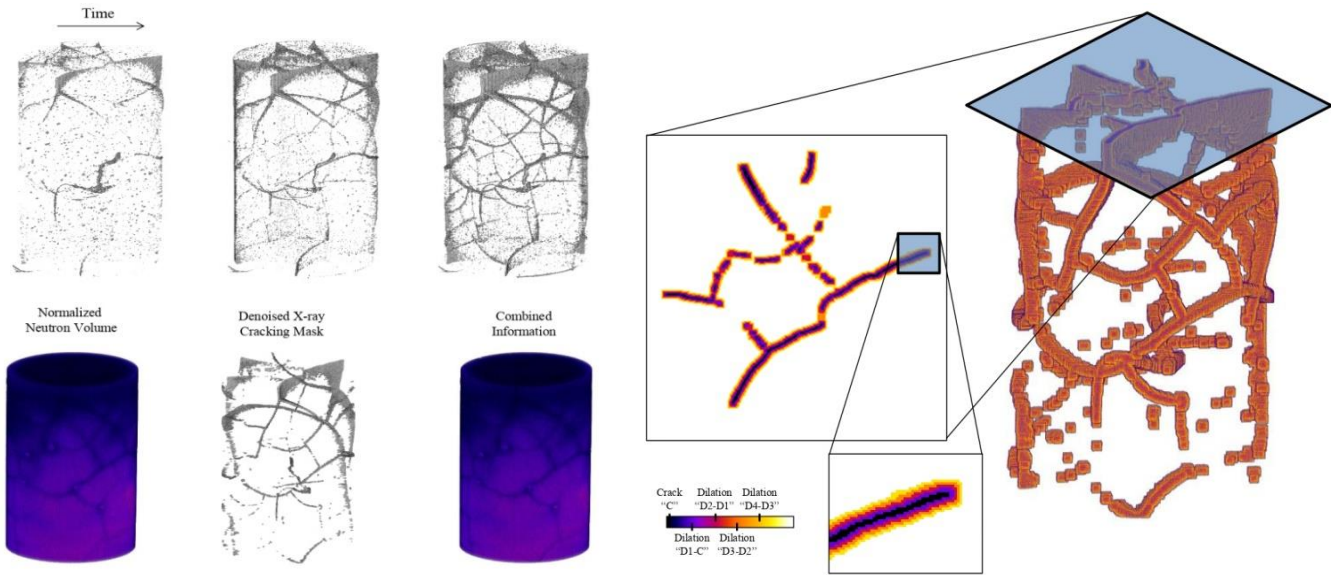 Time
Normalized
Neutron Volume
Denoised X-ray
Cracking Mask
Combined
Information
Crack
"C"
Dilation
"D2-D1"
Dilation
"D4-D3"
Dilation
"D1-C"
Dilation
"D3-D2"